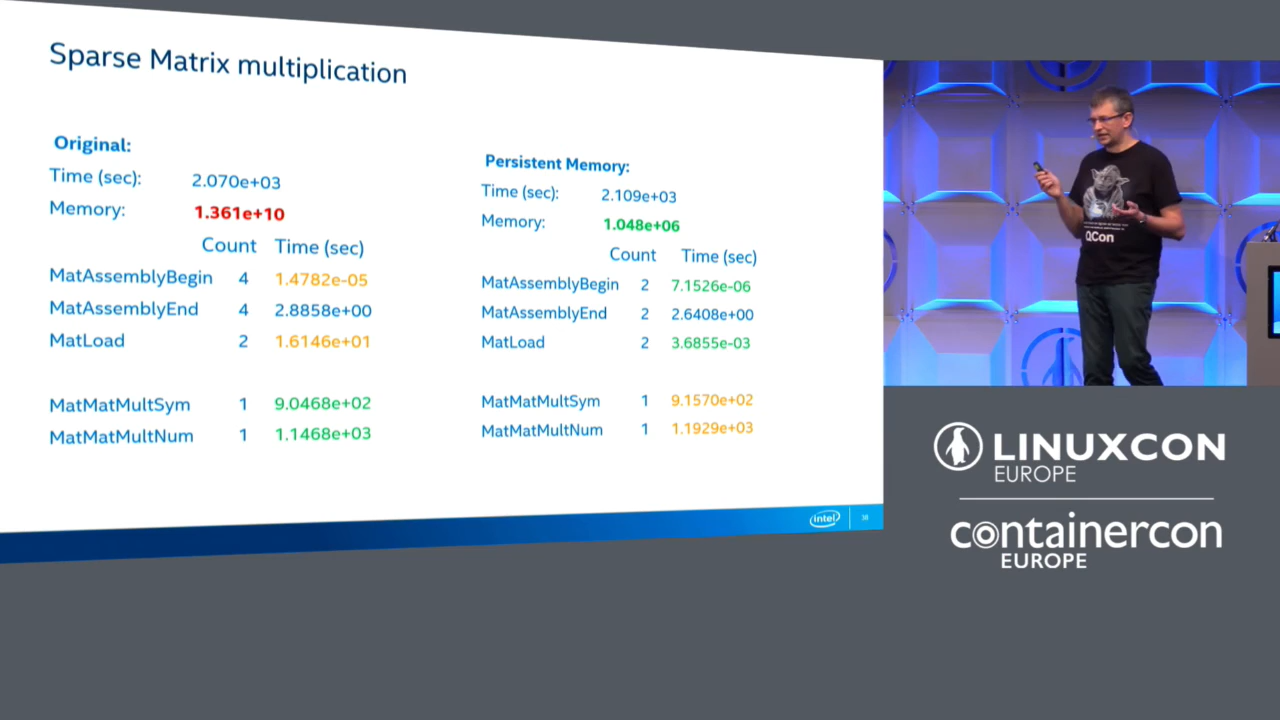 Sparse Matrix multiplication
Original:
Time (sec): 2.070e+03
Memory: 1.361e+10
Count Time (sec)
MatAssemblyBegin 4 1.4782e-05
MatAssemblyEnd 4 2.8858e+00
MatLoad 2 1.6146e+01
MatMatMultSym 1 9.0468e+02
MatMatMultNum 1 1.1468e+03
Persistent Memory:
Time (sec): 2.109e+03
Memory: 1.048e+06
Count Time (sec)
MatAssemblyBegin 2 7.1526e-06
MatAssemblyEnd 2 2.6408e+00
MatLoad 2 3.6855e-03
MatMatMultSym 1 9.1570e+02
MatMatMultNum 1 1.1929e+03
intel
38
QCon
LINUXCON
EUROPE
containercon
EUROPE